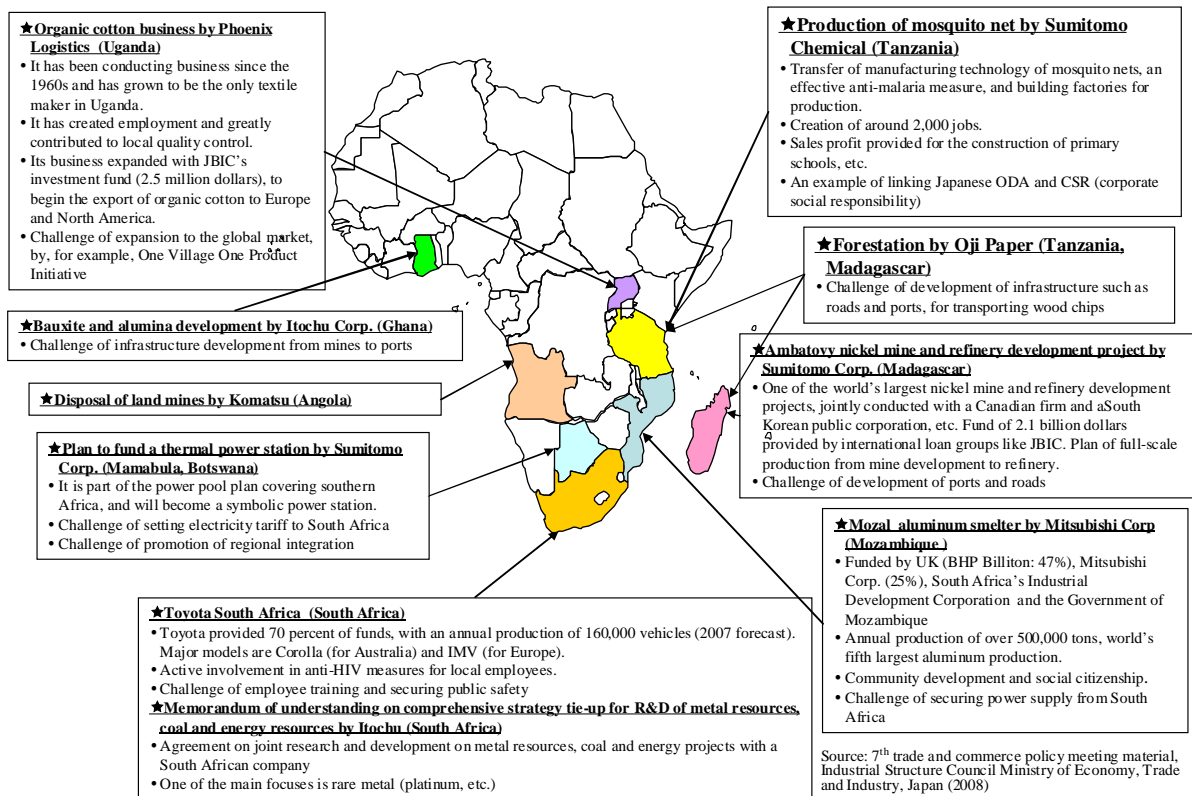 ★Organic cotton business by Phoenix
Logistics (Uganda)
• It has been conducting business since the
1960s and has grown to be the only textile
maker in Uganda.
• It has created employment and greatly
contributed to local quality control.
• Its business expanded with JBIC's
investment fund (2.5 million dollars), to
begin the export of organic cotton to Europe
and North America.
• Challenge of expansion to the global market,
by, for example, One Village One Product
Initiative
★Bauxite and alumina development by Itochu Corp. (Ghana)
• Challenge of infrastructure development from mines to ports
★Disposal of land mines by Komatsu (Angola)
★Plan to fund a thermal power station by Sumitomo
Corp. (Mamabula, Botswana)
• It is part of the power pool plan covering southern
Africa, and will become a symbolic power station.
• Challenge of setting electricity tariff to South Africa
• Challenge of promotion of regional integration
★Toyota South Africa (South Africa)
• Toyota provided 70 percent of funds, with an annual production of 160,000 vehicles (2007 forecast).
Major models are Corolla (for Australia) and IMV (for Europe).
• Active involvement in anti-HIV measures for local employees.
• Challenge of employee training and securing public safety
★Memorandum of understanding on comprehensive strategy tie-up for R&D of metal resources,
coal and energy resources by Itochu (South Africa)
• Agreement on joint research and development on metal resources, coal and energy projects with a
South African company
• One of the main focuses is rare metal (platinum, etc.)
★Production of mosquito net by Sumitomo
Chemical (Tanzania)
• Transfer of manufacturing technology of mosquito nets, an
effective anti-malaria measure, and building factories for
production.
• Creation of around 2,000 jobs.
• Sales profit provided for the construction of primary
schools, etc.
• An example of linking Japanese ODA and CSR (corporate
social responsibility)
★Forestation by Oji Paper (Tanzania,
Madagascar)
• Challenge of development of infrastructure such as
roads and ports, for transporting wood chips
★Ambatovy nickel mine and refinery development project by
Sumitomo Corp. (Madagascar)
• One of the world's largest nickel mine and refinery development
projects, jointly conducted with a Canadian firm and aSouth
Korean public corporation, etc. Fund of 2.1 billion dollars
provided by international loan groups like JBIC. Plan of full-scale
production from mine development to refinery.
• Challenge of development of ports and roads
★Mozal aluminum smelter by Mitsubishi Corp
(Mozambique )
• Funded by UK (BHP Billiton: 47%), Mitsubishi
Corp. (25%), South Africa's Industrial
Development Corporation and the Government of
Mozambique
• Annual production of over 500,000 tons, world's
fifth largest aluminum production.
• Community development and social citizenship.
• Challenge of securing power supply from South
Africa
Source: 7th trade and commerce policy meeting material,
Industrial Structure Council Ministry of Economy, Trade
and Industry, Japan (2008)